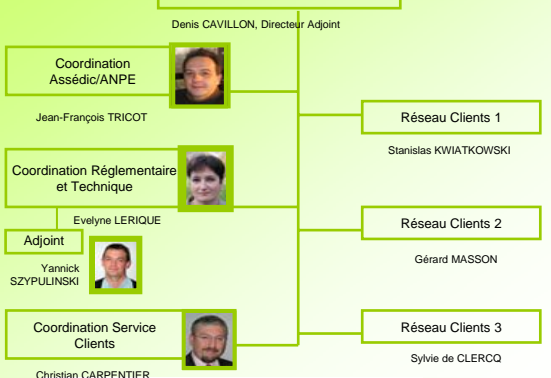 Denis CAVILLON, Directeur Adjoint
Coordination
Assédic/ANPE
Jean-François TRICOT
Réseau Clients 1
Stanislas KWIATKOWSKI
Coordination Réglementaire
et Technique
Evelyne LERIQUE
Adjoint
Yannick
SZYPULINSKI
Réseau Clients 2
Gérard MASSON
Coordination Service
Clients
Christian CARPENTIER
Réseau Clients 3
Sylvie de CLERCQ